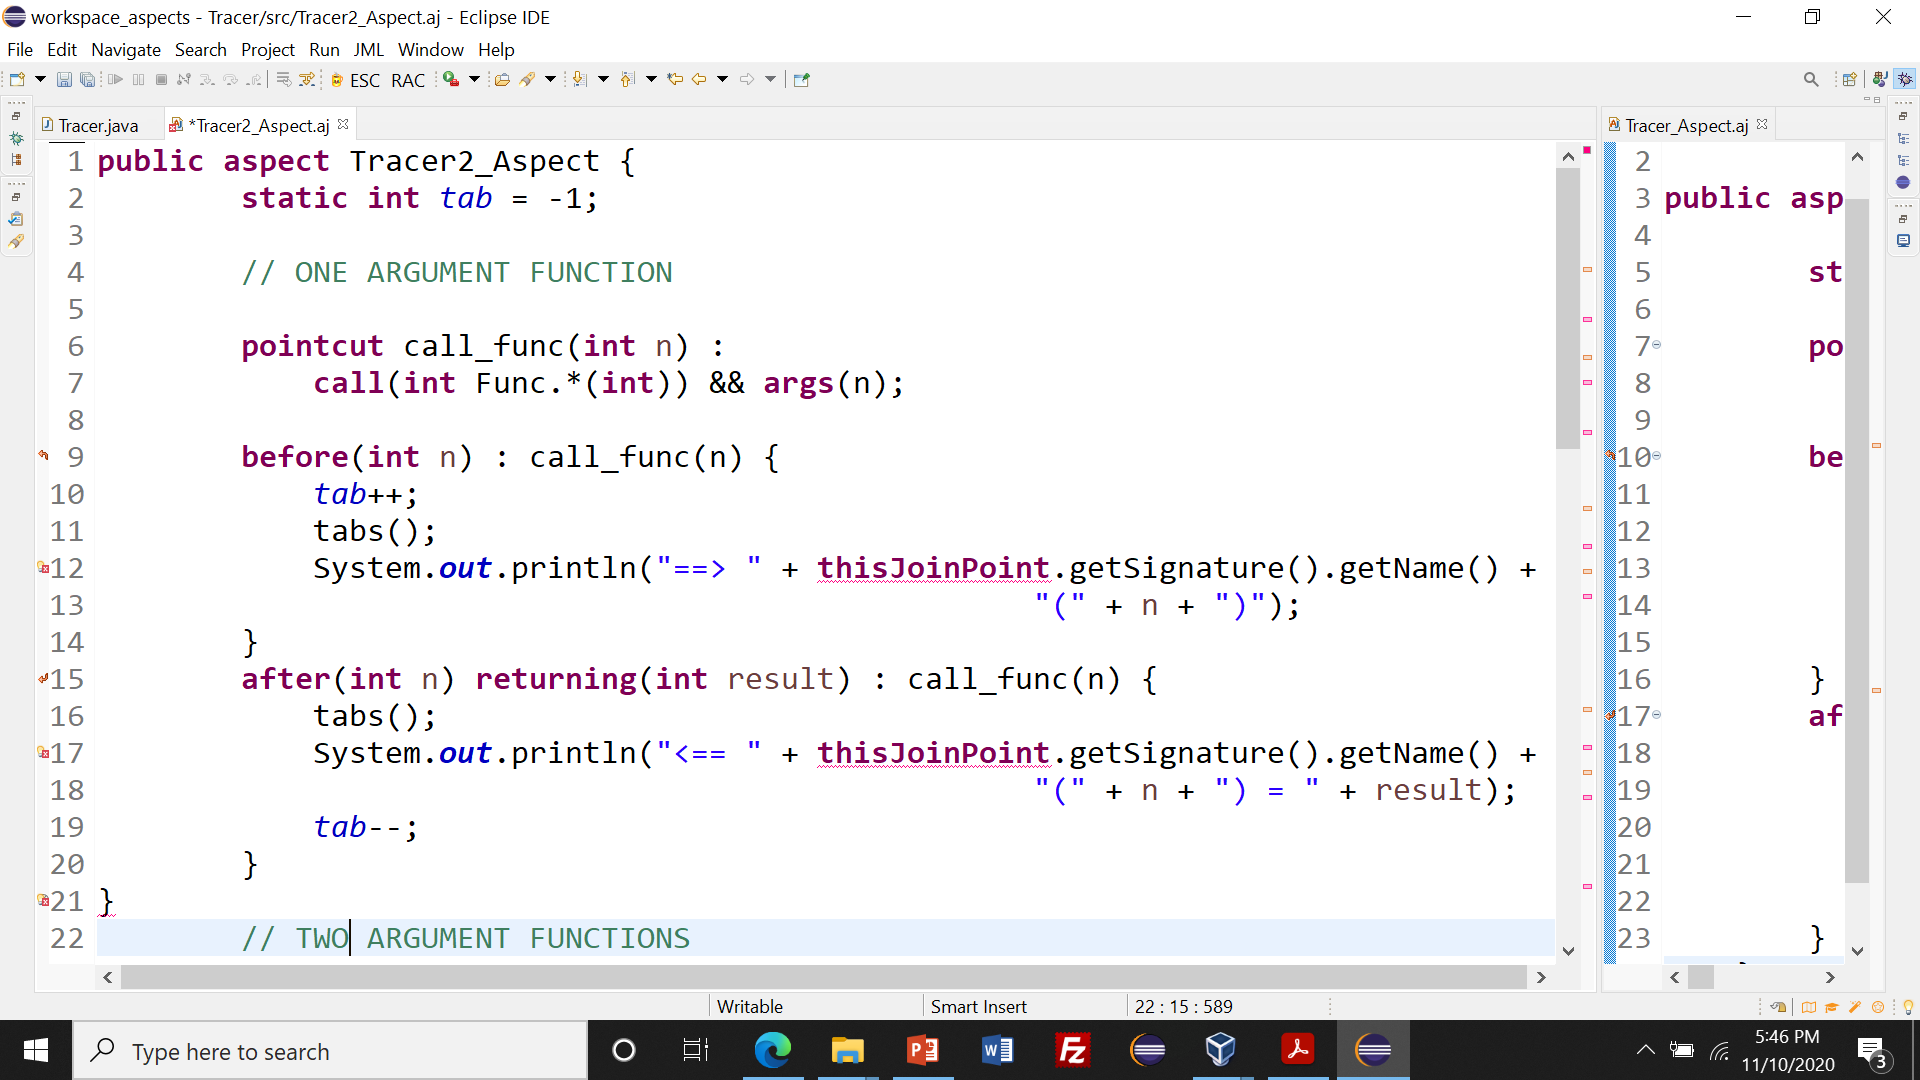 workspace_aspects - Tracer/src/Tracer2_Aspect.aj - Eclipse IDE
File Edit Navigate Search Project Run JML Window Help
ESC RAC
Tracer.java
*Tracer2_Aspect.aj
1 public aspect Tracer2_Aspect {
2 static int tab = -1;
3
4 // ONE ARGUMENT FUNCTION
5
6 pointcut call_func(int n) :
7 call(int Func.*(int)) && args(n);
8
9 before(int n) : call_func(n) {
10 tab++;
11 tabs();
12 System.out.println("==> " + thisJoinPoint.getSignature().getName() +
13 "(" + n + ")");
14 }
15 after(int n) returning(int result) : call_func(n) {
16 tabs();
17 System.out.println("<== " + thisJoinPoint.getSignature().getName() +
18 "(" + n + ") = " + result);
19 tab--;
20 }
21 }
22 // TWO ARGUMENT FUNCTIONS
Tracer_Aspect.aj
2
3 public asp
4
5 st
6
7 po
8
9
10 be
11
12
13
14
15
16 }
17 af
18
19
20
21
22
23 }
Writable
Smart Insert
22 : 15 : 589
Type here to search
5:46 PM
11/10/2020
3